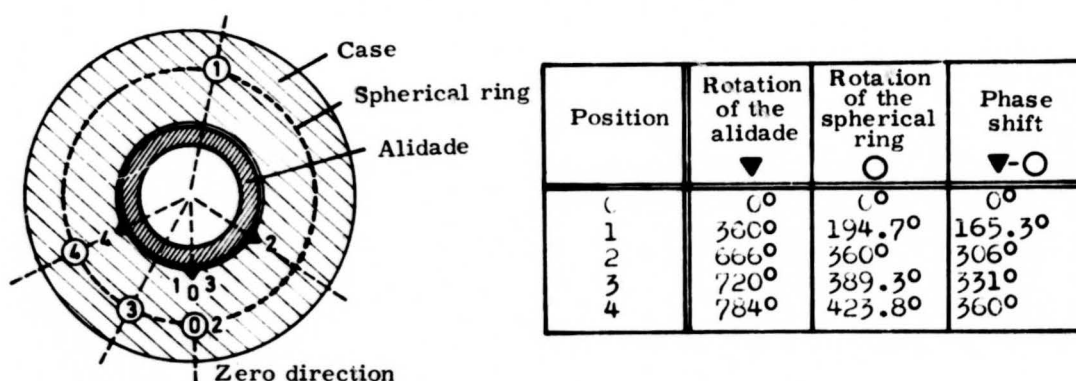 Case
1
Spherical ring
Alidade
4
2
4
1 0 3
3
0 2
Zero direction
Position
Rotation of the alidade ▼
Rotation of the spherical ring ○
Phase shift ▼-○
0° 0° 0°
1 360° 194.7° 165.3°
2 666° 360° 306°
3 720° 389.3° 331°
4 784° 423.8° 360°